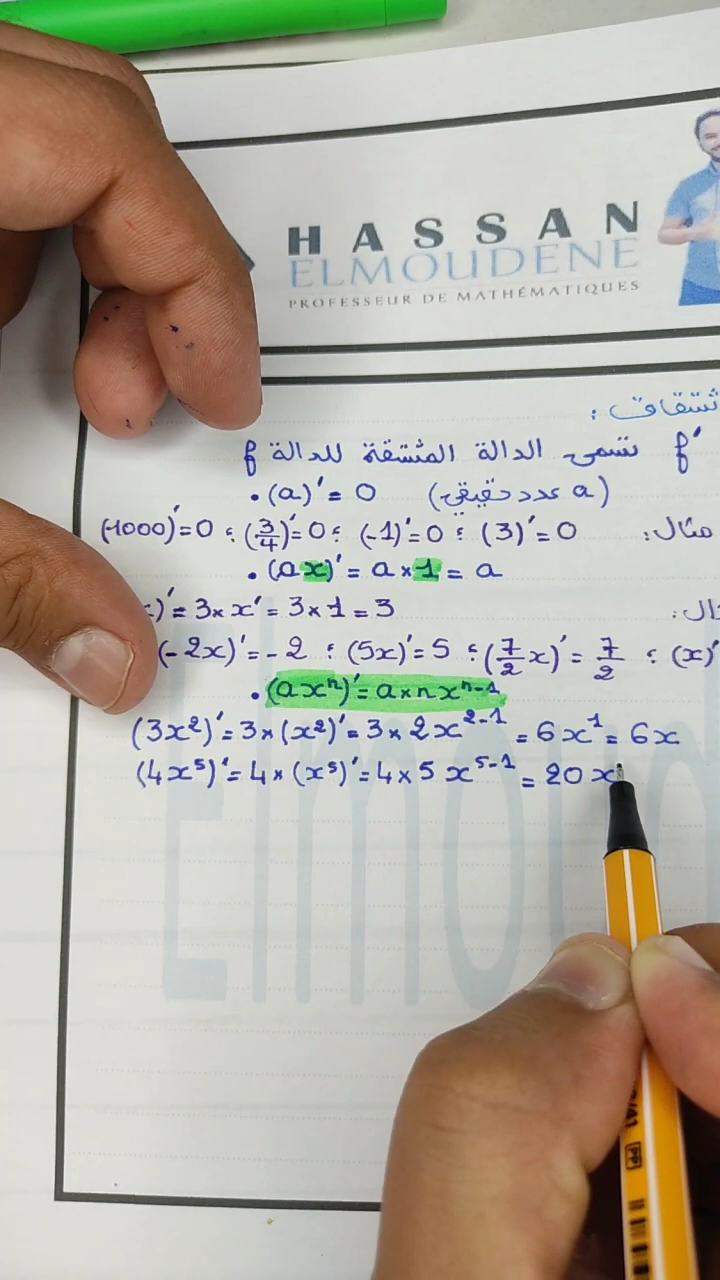 HASSAN
ELMOUDENE
PROFESSEUR DE MATHÉMATIQUES
f′ تسمى الدالة المشتقة للدالة f
• (a)′ = 0 (a عدد حقيقي)
مثال: (3)′ = 0 ؛ (-1)′ = 0 ؛ (3/4)′ = 0 ؛ (-1000)′ = 0
• (ax)′ = a × 1 = a
)′ = 3 × x′ = 3 × 1 = 3
(x)′ ؛ (7/2 x)′ = 7/2 ؛ (5x)′ = 5 ؛ (-2x)′ = -2
• (axⁿ)′ = a × n xⁿ⁻¹
(3x²)′ = 3 × (x²)′ = 3 × 2x²⁻¹ = 6x¹ = 6x
(4x⁵)′ = 4 × (x⁵)′ = 4 × 5 x⁵⁻¹ = 20 x
Elmoud
PP